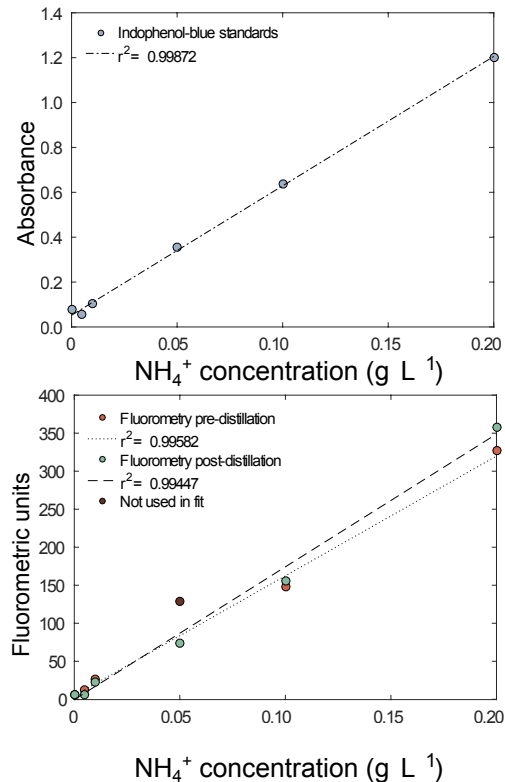 1.4
Indophenol-blue standards
r²= 0.99872
1.2
1.0
0.8
0.6
0.4
0.2
0.0
Absorbance
0 0.05 0.10 0.15 0.20
NH₄⁺ concentration (g L ¹)
400
Fluorometry pre-distillation
r²= 0.99582
350
Fluorometry post-distillation
r²= 0.99447
300
Not used in fit
250
200
150
100
50
0
Fluorometric units
0 0.05 0.10 0.15 0.20
NH₄⁺ concentration (g L ¹)